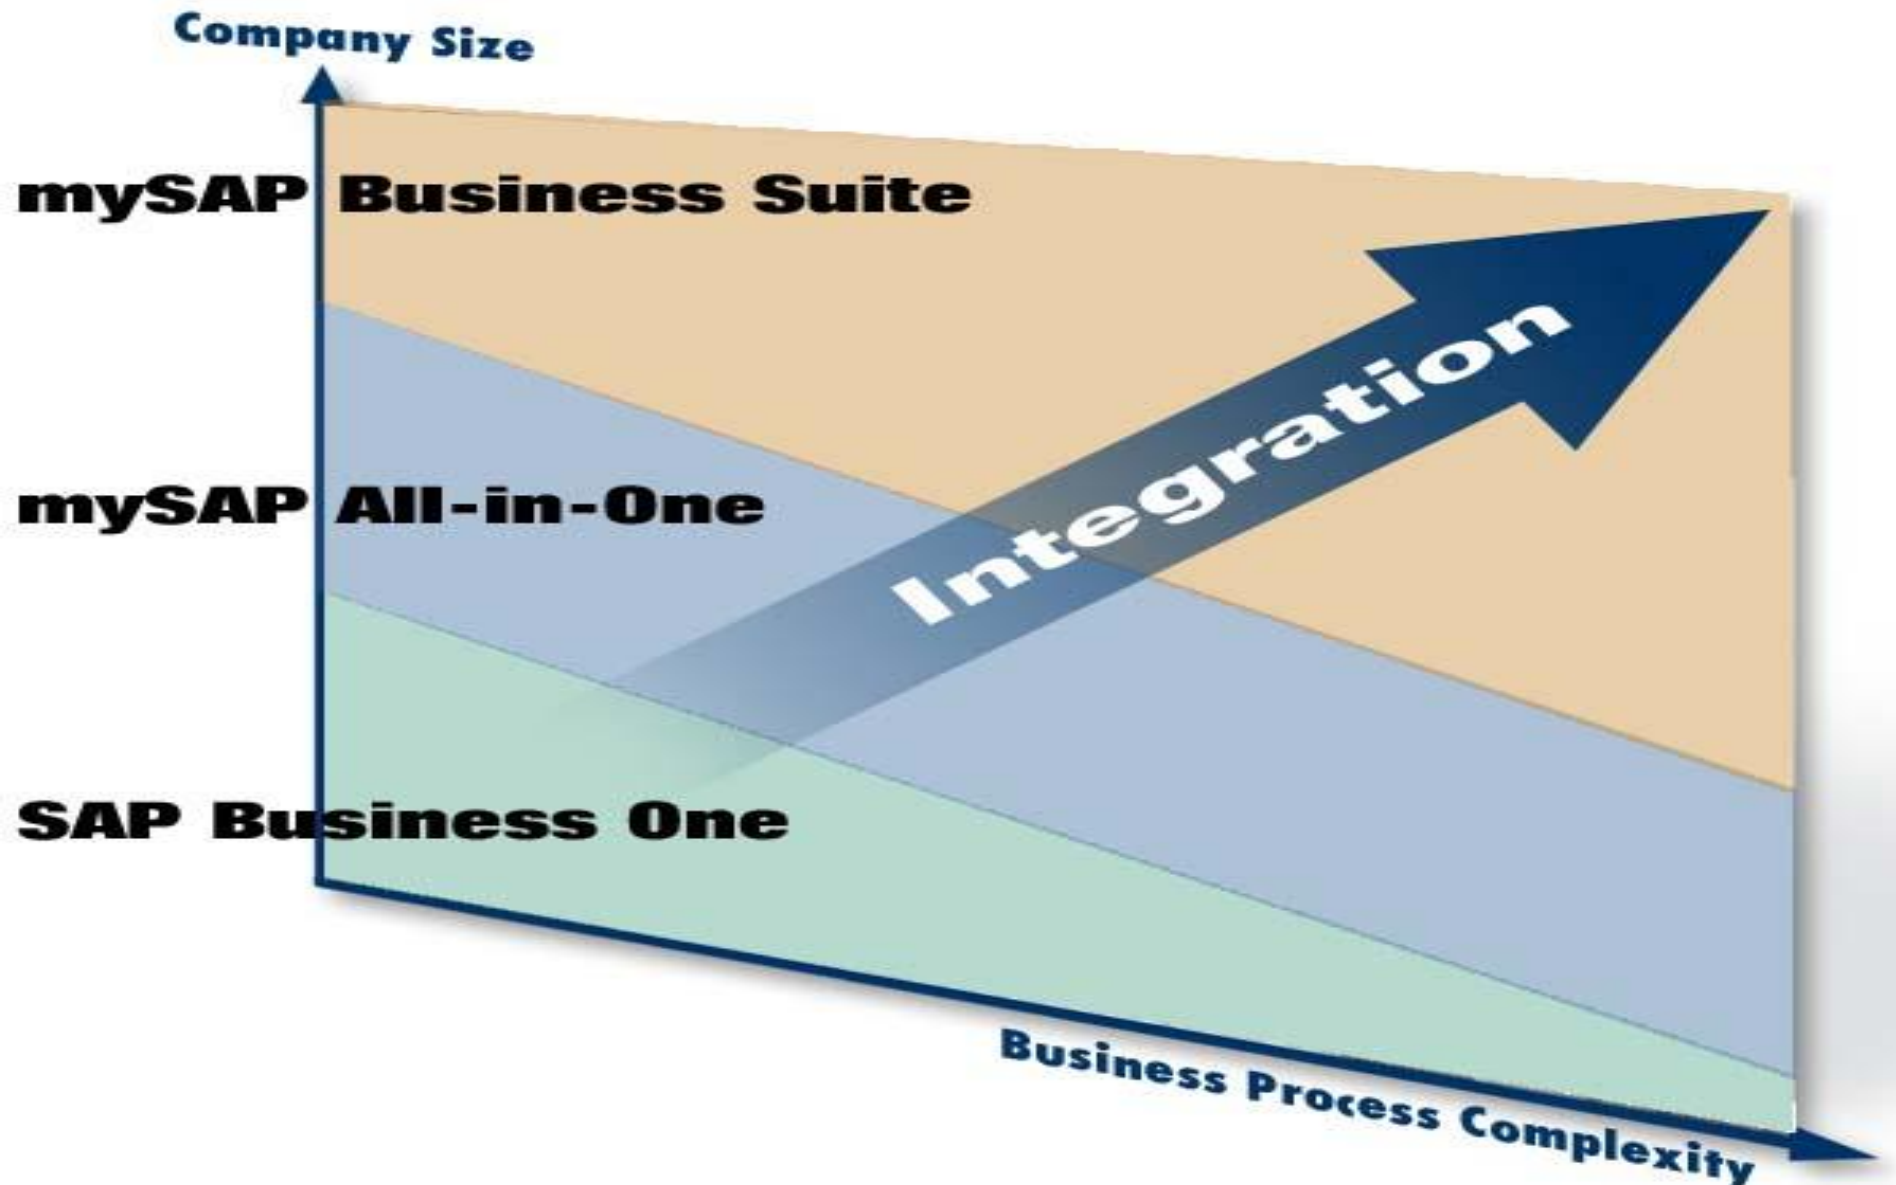 Company Size
mySAP Business Suite
Integration
mySAP All-in-One
SAP Business One
Business Process Complexity